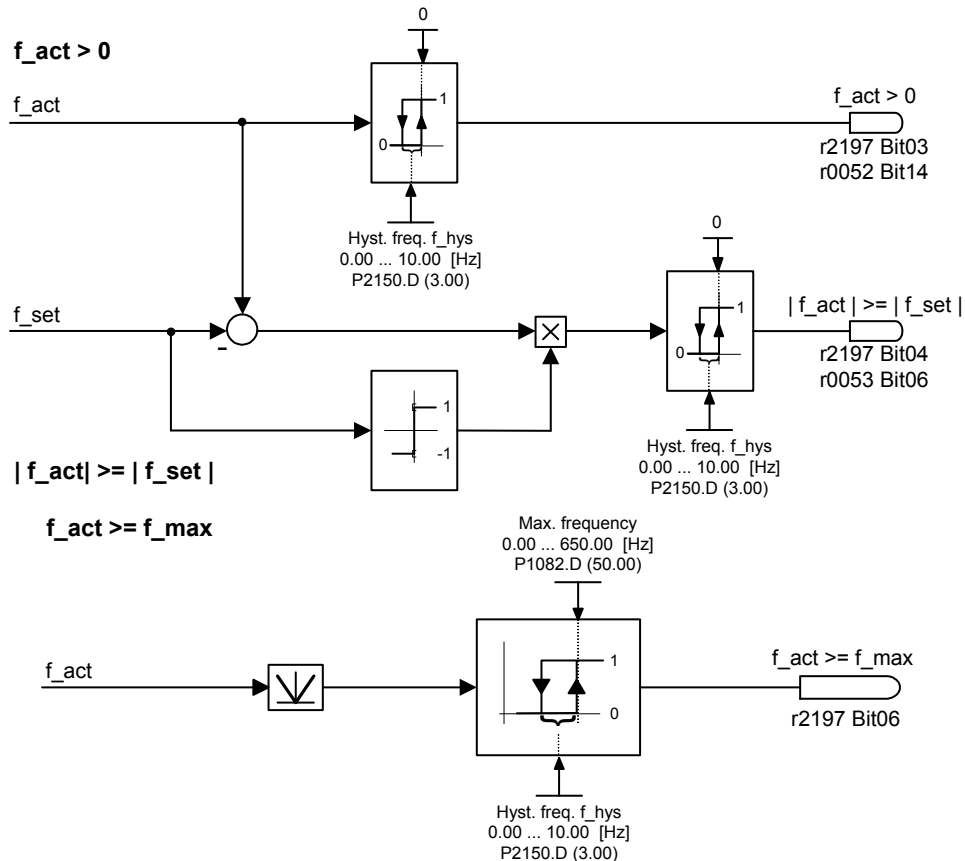 0
f_act > 0
f_act
1
0
f_act > 0
r2197 Bit03
r0052 Bit14
Hyst. freq. f_hys
0.00 ... 10.00 [Hz]
P2150.D (3.00)
0
f_set
-
1
0
| f_act | >= | f_set |
r2197 Bit04
r0053 Bit06
1
-1
Hyst. freq. f_hys
0.00 ... 10.00 [Hz]
P2150.D (3.00)
| f_act| >= | f_set |
f_act >= f_max
Max. frequency
0.00 ... 650.00 [Hz]
P1082.D (50.00)
f_act
1
0
f_act >= f_max
r2197 Bit06
Hyst. freq. f_hys
0.00 ... 10.00 [Hz]
P2150.D (3.00)